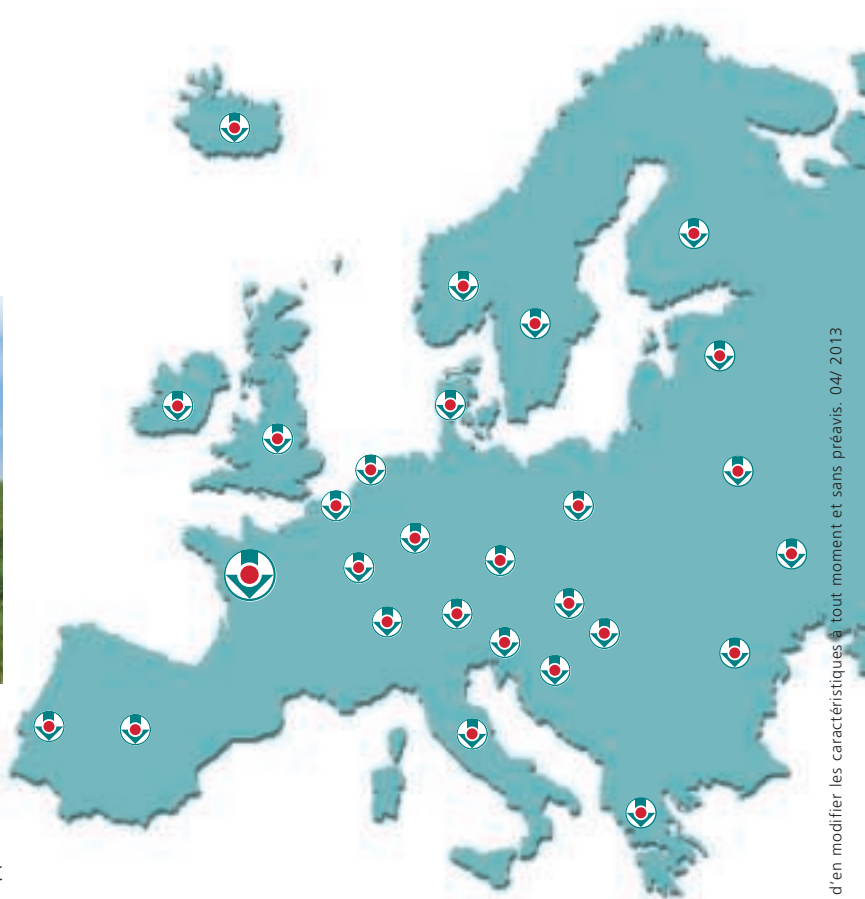 d'en modifier les caractéristiques à tout moment et sans préavis. 04/ 2013